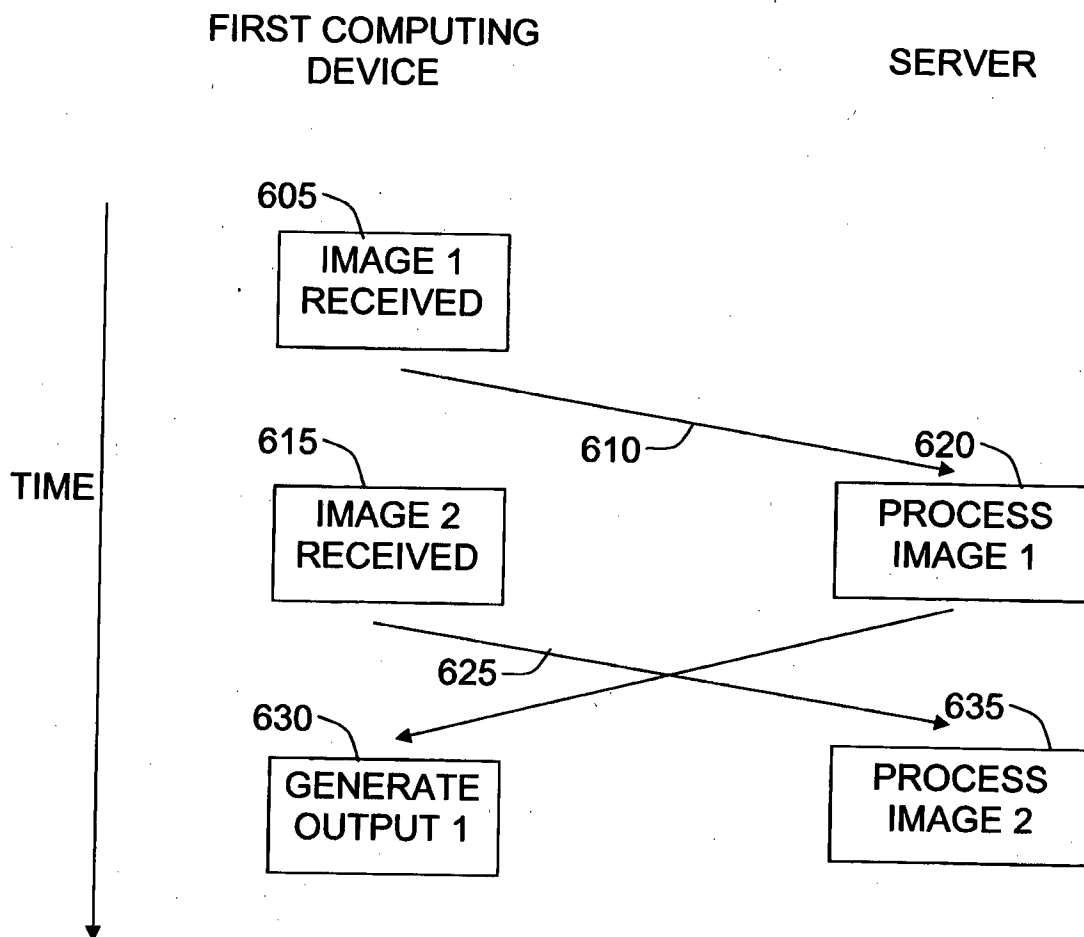 FIRST COMPUTING
DEVICE
SERVER
605
IMAGE 1
RECEIVED
610
615
620
TIME
IMAGE 2
RECEIVED
PROCESS
IMAGE 1
625
630
635
GENERATE
OUTPUT 1
PROCESS
IMAGE 2